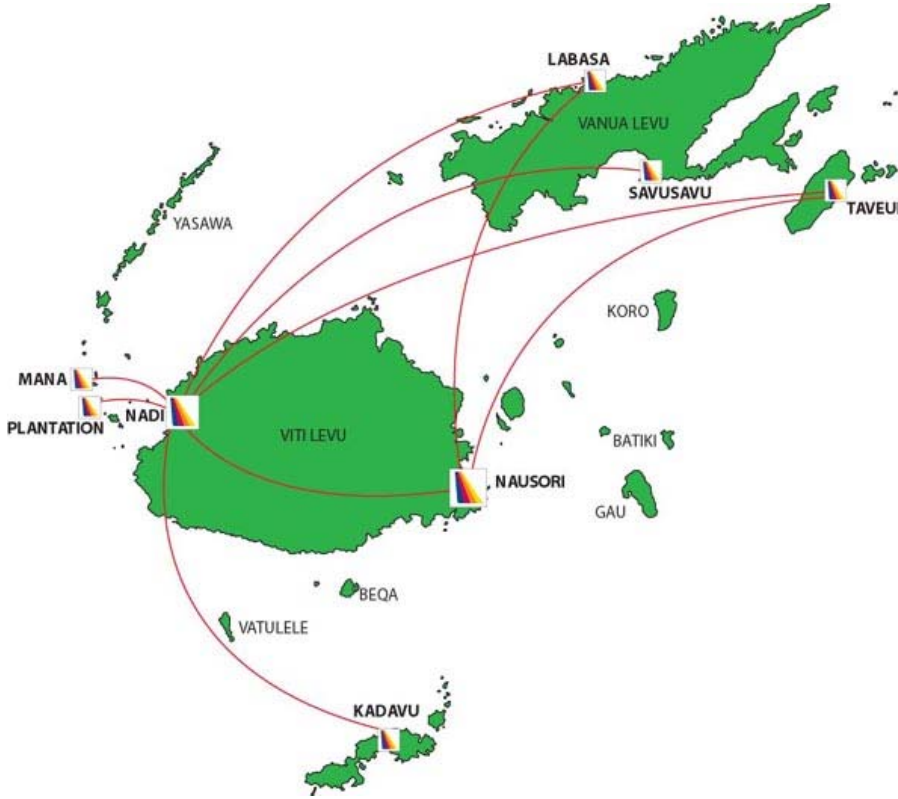 LABASA
VANUA LEVU
SAVUSAVU
TAVEU
YASAWA
KORO
MANA
PLANTATION
NADI
VITI LEVU
BATIKI
NAUSORI
GAU
BEQA
VATULELE
KADAVU